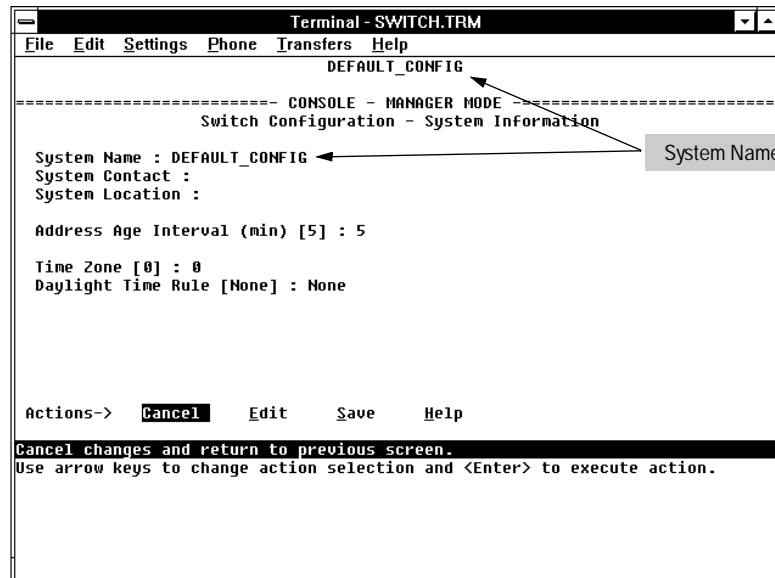 Terminal - SWITCH.TRM
File Edit Settings Phone Transfers Help
DEFAULT_CONFIG
==========================- CONSOLE - MANAGER MODE -==========================
Switch Configuration - System Information
System Name : DEFAULT_CONFIG
System Name
System Contact :
System Location :
Address Age Interval (min) [5] : 5
Time Zone [0] : 0
Daylight Time Rule [None] : None
Actions-> Cancel Edit Save Help
Cancel changes and return to previous screen.
Use arrow keys to change action selection and <Enter> to execute action.